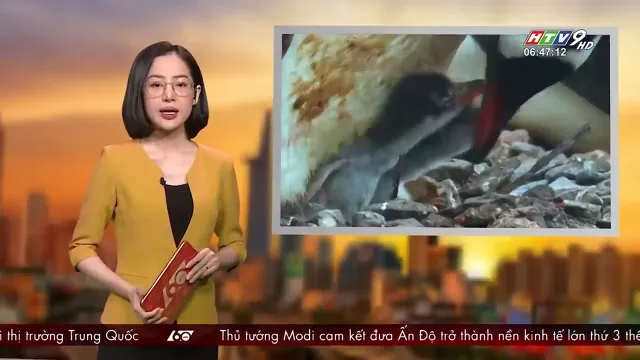 HTV9 HD
06:47:12
i thị trường Trung Quốc 60 Thủ tướng Modi cam kết đưa Ấn Độ trở thành nền kinh tế lớn thứ 3 thế